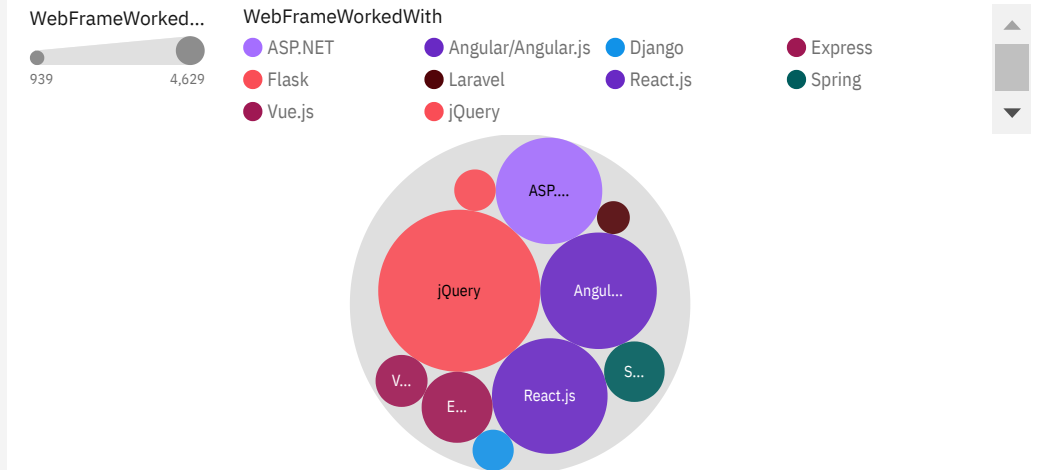 WebFrameWorked...
939 4,629
WebFrameWorkedWith
ASP.NET Angular/Angular.js Django Express
Flask Laravel React.js Spring
Vue.js jQuery
ASP....
jQuery Angul...
V... E... React.js S...